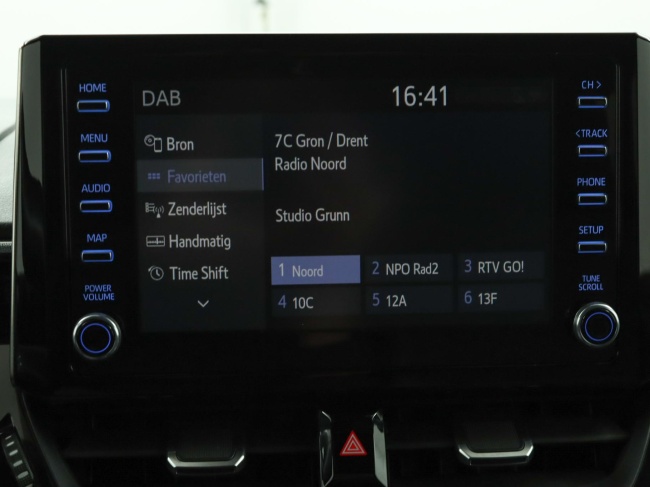 HOME
MENU
AUDIO
MAP
POWER
VOLUME
DAB
16:41
Bron
Favorieten
Zenderlijst
Handmatig
Time Shift
7C Gron / Drent
Radio Noord
Studio Grunn
1 Noord
2 NPO Rad2
3 RTV GO!
4 10C
5 12A
6 13F
CH >
< TRACK
PHONE
SETUP
TUNE
SCROLL